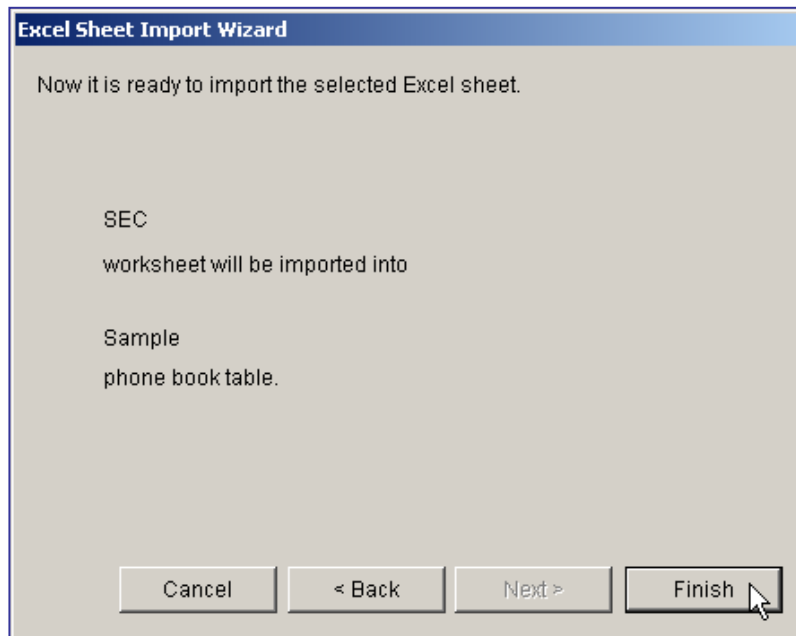 Excel Sheet Import Wizard
Now it is ready to import the selected Excel sheet.
SEC
worksheet will be imported into
Sample
phone book table.
Cancel
< Back
Next >
Finish